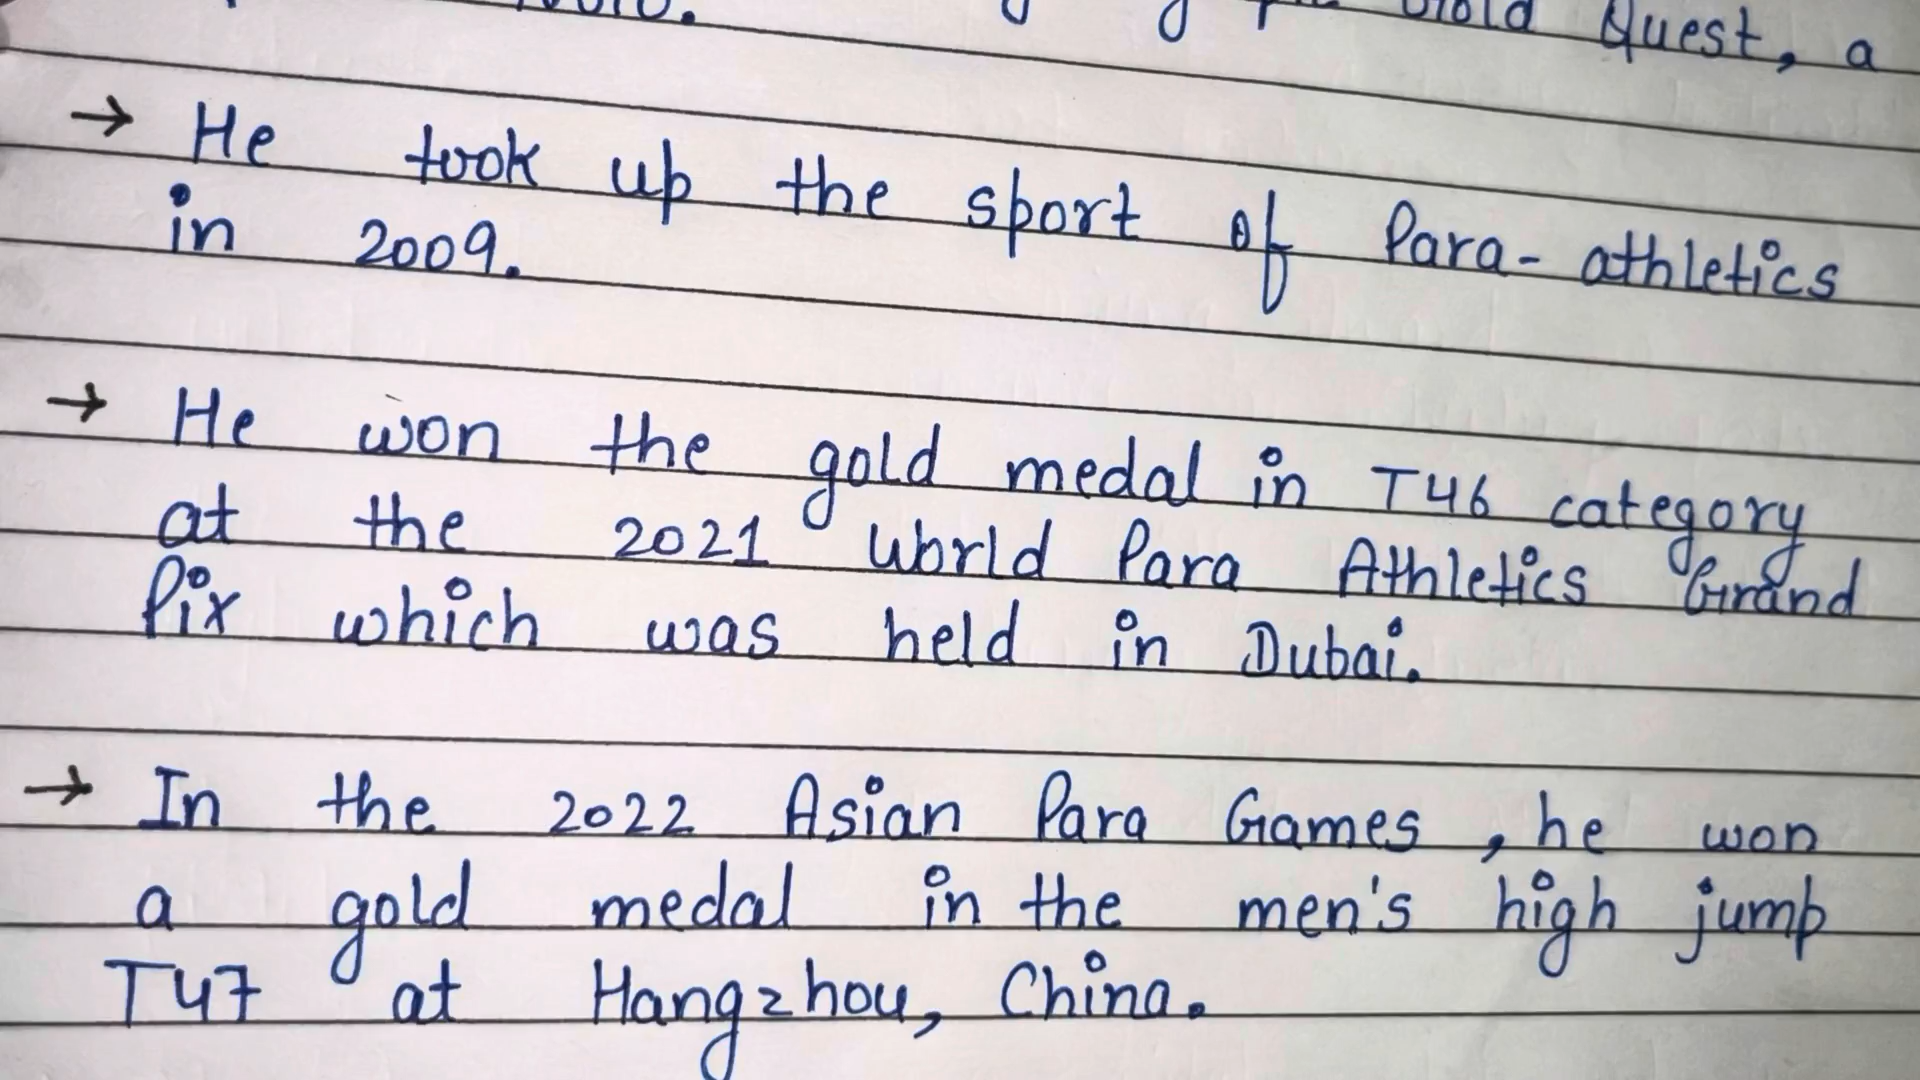 Gold Quest, a
→ He took up the sport of Para-athletics
in 2009.
→ He won the gold medal in T46 category
at the 2021 World Para Athletics Grand
Pix which was held in Dubai.
→ In the 2022 Asian Para Games, he won
a gold medal in the men's high jump
T47 at Hangzhou, China.